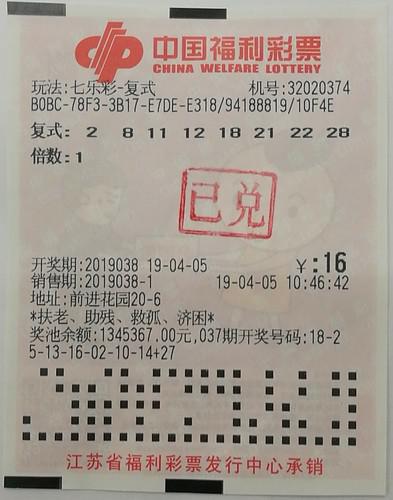 中国福利彩票
CHINA WELFARE LOTTERY
玩法:七乐彩-复式 机号:32020374
B0BC-78F3-3B17-E7DE-E318/94188819/10F4E
复式: 2 8 11 12 18 21 22 28
倍数:1
已兑
开奖期:2019038 19-04-05 ¥:16
销售期:2019038-1 19-04-05 10:46:42
地址:前进花园20-6
*扶老、助残、救孤、济困*
奖池余额:1345367.00元,037期开奖号码:18-2
5-13-16-02-10-14+27
江苏省福利彩票发行中心承销